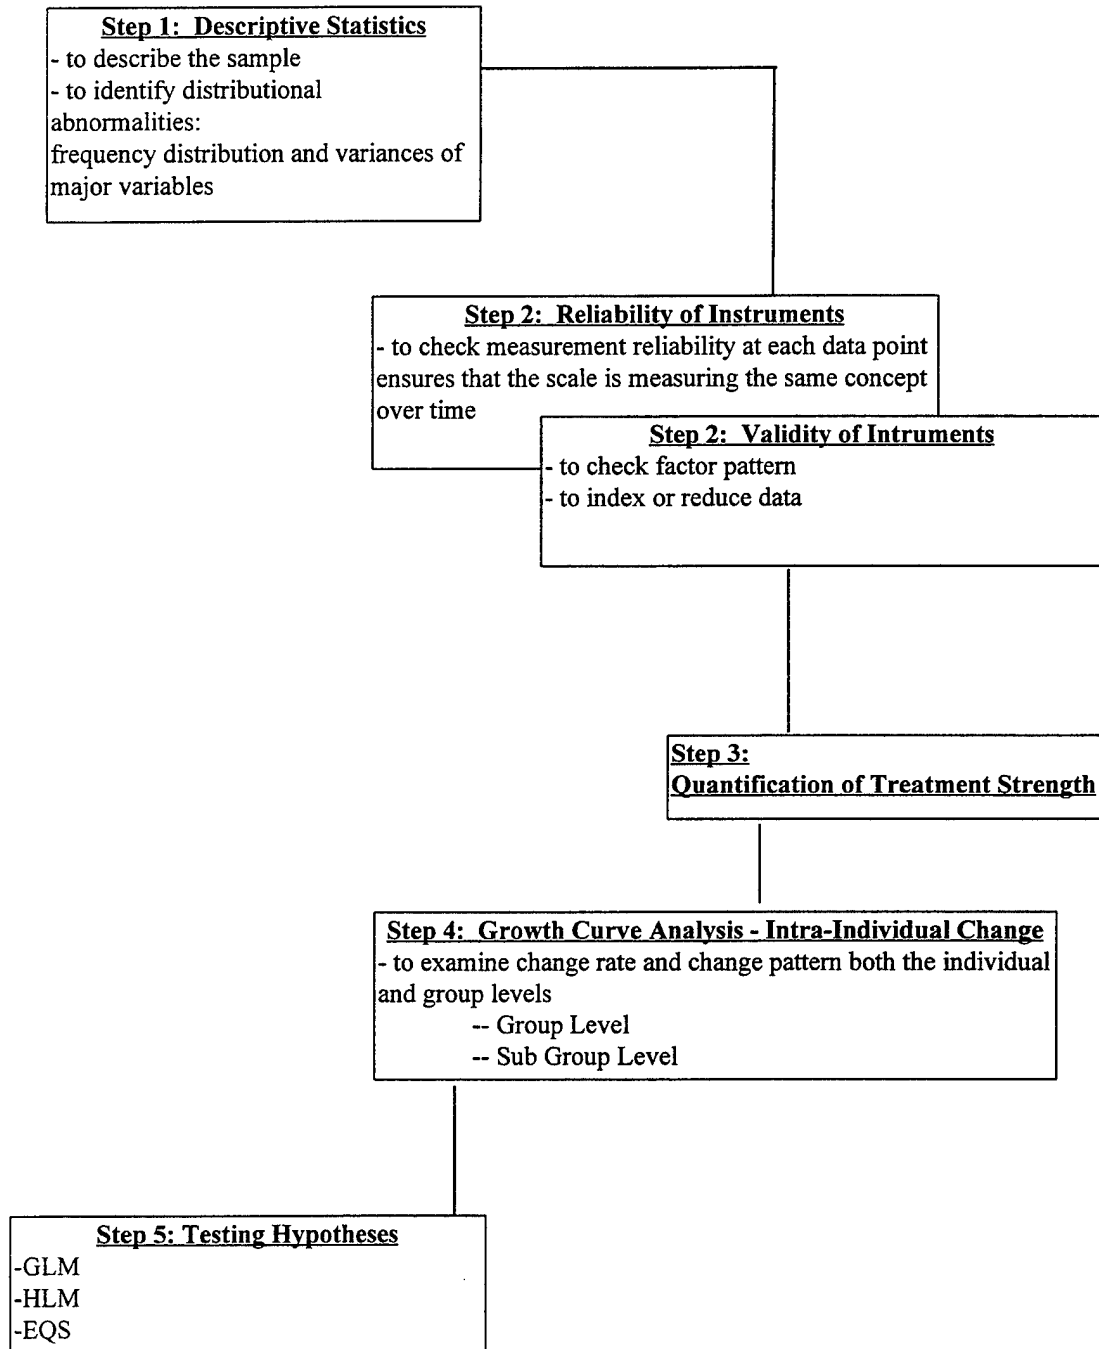 Step 1:  Descriptive Statistics
- to describe the sample
- to identify distributional
abnormalities:
frequency distribution and variances of
major variables
Step 2:  Reliability of Instruments
- to check measurement reliability at each data point
ensures that the scale is measuring the same concept
over time
Step 2:  Validity of Intruments
- to check factor pattern
- to index or reduce data
Step 3:
Quantification of Treatment Strength
Step 4:  Growth Curve Analysis - Intra-Individual Change
- to examine change rate and change pattern both the individual
and group levels
-- Group Level
-- Sub Group Level
Step 5: Testing Hypotheses
-GLM
-HLM
-EQS